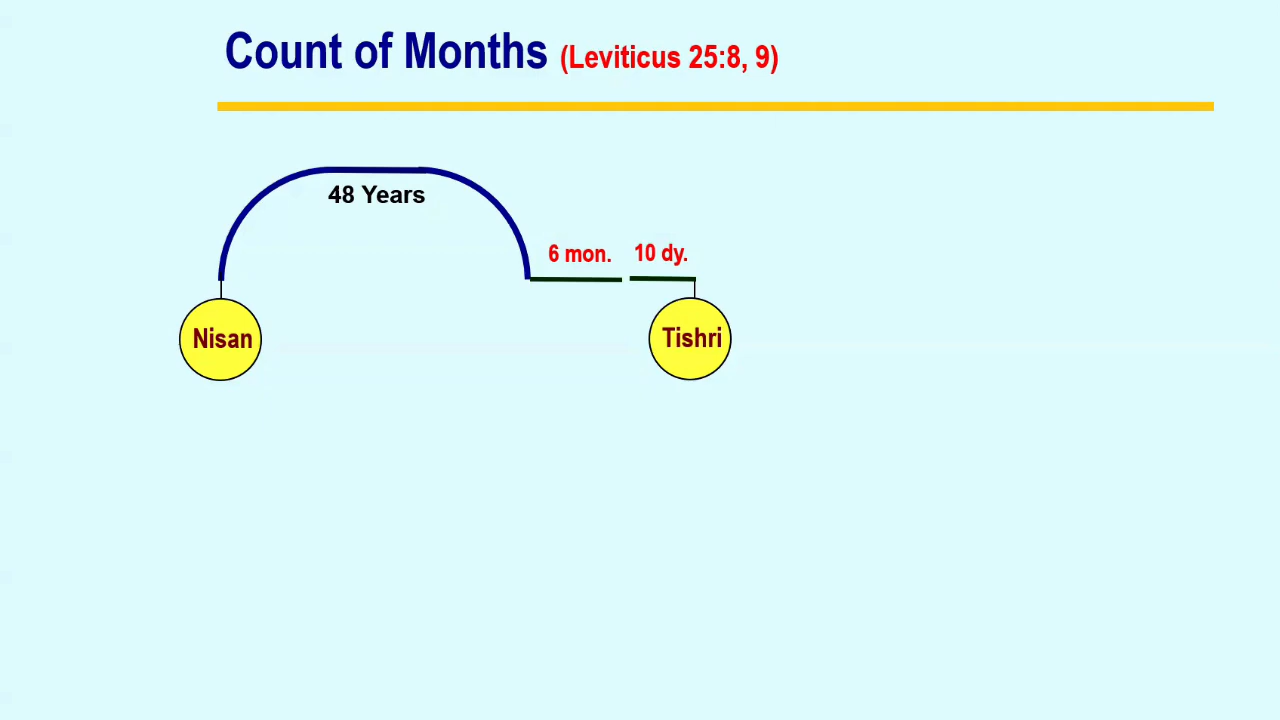 Count of Months (Leviticus 25:8, 9)
48 Years
6 mon. 10 dy.
Nisan Tishri